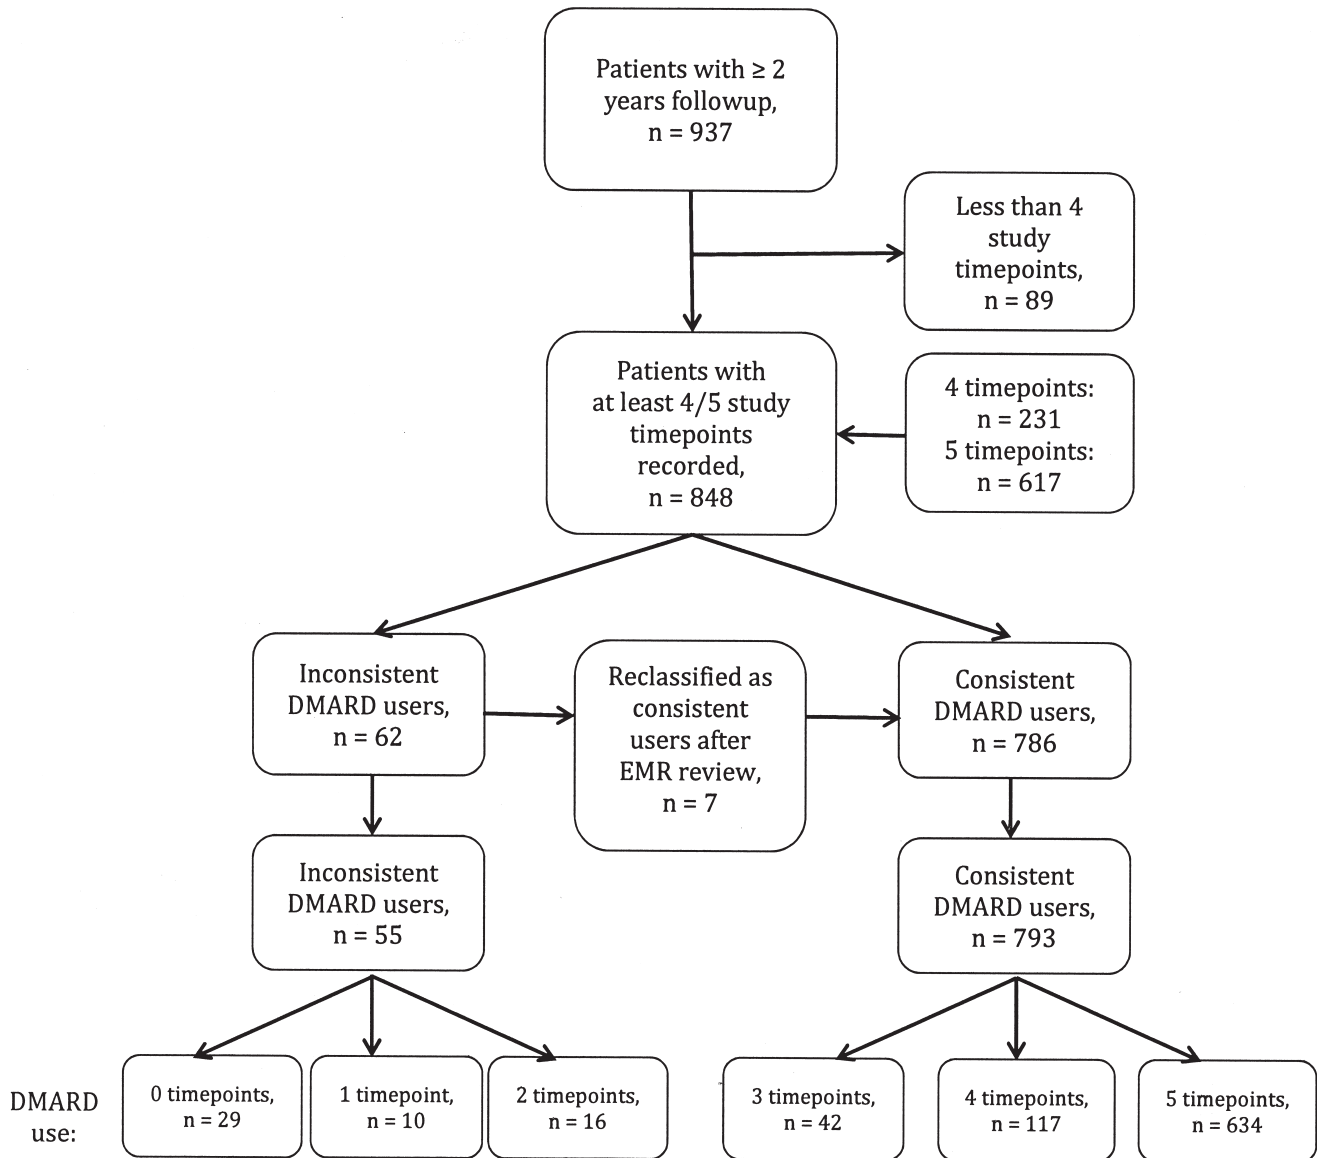 Patients with ≥ 2
years followup,
n = 937
Less than 4
study
timepoints,
n = 89
Patients with
at least 4/5 study
timepoints
recorded,
n = 848
4 timepoints:
n = 231
5 timepoints:
n = 617
Inconsistent
DMARD users,
n = 62
Reclassified as
consistent
users after
EMR review,
n = 7
Consistent
DMARD users,
n = 786
Inconsistent
DMARD users,
n = 55
Consistent
DMARD users,
n = 793
DMARD
use:
0 timepoints,
n = 29
1 timepoint,
n = 10
2 timepoints,
n = 16
3 timepoints,
n = 42
4 timepoints,
n = 117
5 timepoints,
n = 634